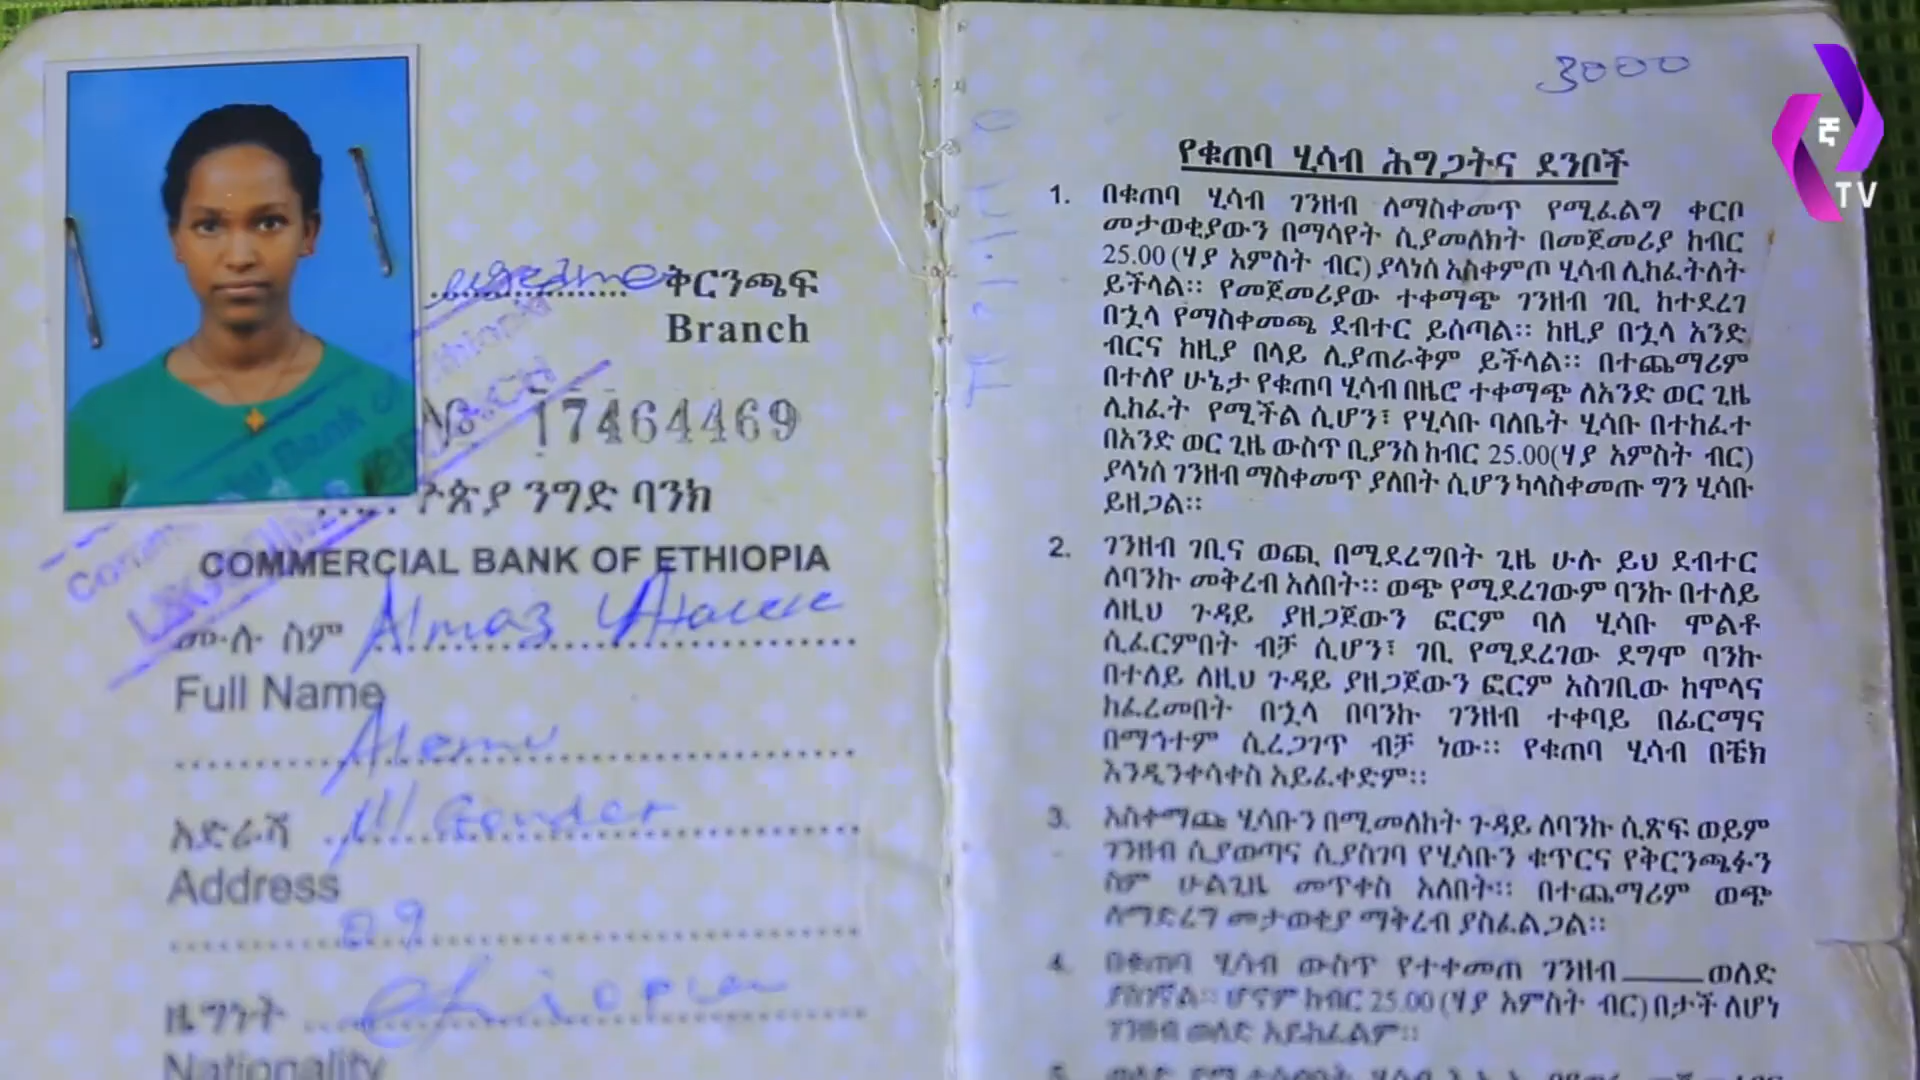 ኛ
TV
3000
ቅርንጫፍ
Branch
No 17464469
ኢትዮጵያ ንግድ ባንክ
COMMERCIAL BANK OF ETHIOPIA
ሙሉ ስም Almaz
Full Name
Alemu
አድራሻ Gonder
Address
09
ዜግነት
Nationality
የቁጠባ ሂሳብ ሕግጋትና ደንቦች
1. በቁጠባ ሂሳብ ገንዘብ ለማስቀመጥ የሚፈልግ ቀርቦ
መታወቂያውን በማሳየት ሲያመለክት በመጀመሪያ ከብር
25.00 (ሃያ አምስት ብር) ያላነሰ አስቀምጦ ሂሳብ ሊከፈትለት
ይችላል፡፡ የመጀመሪያው ተቀማጭ ገንዘብ ገቢ ከተደረገ
በኋላ የማስቀመጫ ደብተር ይሰጣል፡፡ ከዚያ በኋላ አንድ
ብርና ከዚያ በላይ ሊያጠራቅም ይችላል፡፡ በተጨማሪም
በተለየ ሁኔታ የቁጠባ ሂሳብ በዜሮ ተቀማጭ ለአንድ ወር ጊዜ
ሊከፈት የሚችል ሲሆን፣ የሂሳቡ ባለቤት ሂሳቡ በተከፈተ
በአንድ ወር ጊዜ ውስጥ ቢያንስ ከብር 25.00(ሃያ አምስት ብር)
ያላነሰ ገንዘብ ማስቀመጥ ያለበት ሲሆን ካላስቀመጡ ግን ሂሳቡ
ይዘጋል፡፡
2. ገንዘብ ገቢና ወጪ በሚደረግበት ጊዜ ሁሉ ይህ ደብተር
ለባንኩ መቅረብ አለበት፡፡ ወጭ የሚደረገውም ባንኩ በተለይ
ለዚህ ጉዳይ ያዘጋጀውን ፎርም ባለ ሂሳቡ ሞልቶ
ሲፈርምበት ብቻ ሲሆን፣ ገቢ የሚደረገው ደግሞ ባንኩ
በተለይ ለዚህ ጉዳይ ያዘጋጀውን ፎርም አስገቢው ከሞላና
ከፈረመበት በኋላ በባንኩ ገንዘብ ተቀባይ በፊርማና
በማኅተም ሲረጋገጥ ብቻ ነው፡፡ የቁጠባ ሂሳብ በቼክ
እንዲንቀሳቀስ አይፈቀድም፡፡
3. አስቀማጩ ሂሳቡን በሚመለከት ጉዳይ ለባንኩ ሲጽፍ ወይም
ገንዘብ ሲያወጣና ሲያስገባ የሂሳቡን ቁጥርና የቅርንጫፉን
ስም ሁልጊዜ መጥቀስ አለበት፡፡ በተጨማሪም ወጭ
ለማድረግ መታወቂያ ማቅረብ ያስፈልጋል፡፡
4. በቁጠባ ሂሳብ ውስጥ የተቀመጠ ገንዘብ ______ ወለድ
ያስገኛል፡፡ ሆኖም ከብር 25.00 (ሃያ አምስት ብር) በታች ለሆነ
ገንዘብ ወለድ አይከፈልም፡፡
5. ወለድ